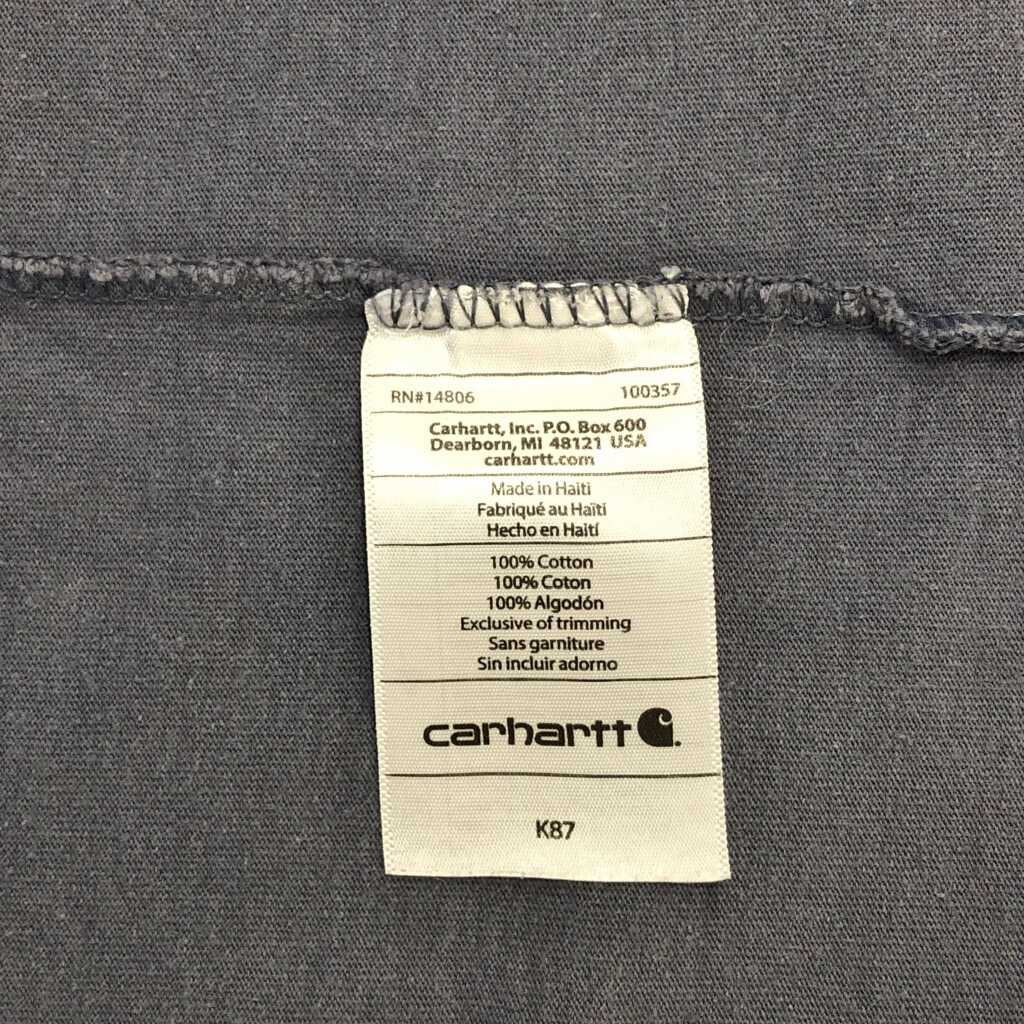 RN#14806 100357
Carhartt, Inc. P.O. Box 600
Dearborn, MI 48121 USA
carhartt.com
Made in Haiti
Fabriqué au Haïti
Hecho en Haití
100% Cotton
100% Coton
100% Algodón
Exclusive of trimming
Sans garniture
Sin incluir adorno
carhartt
K87